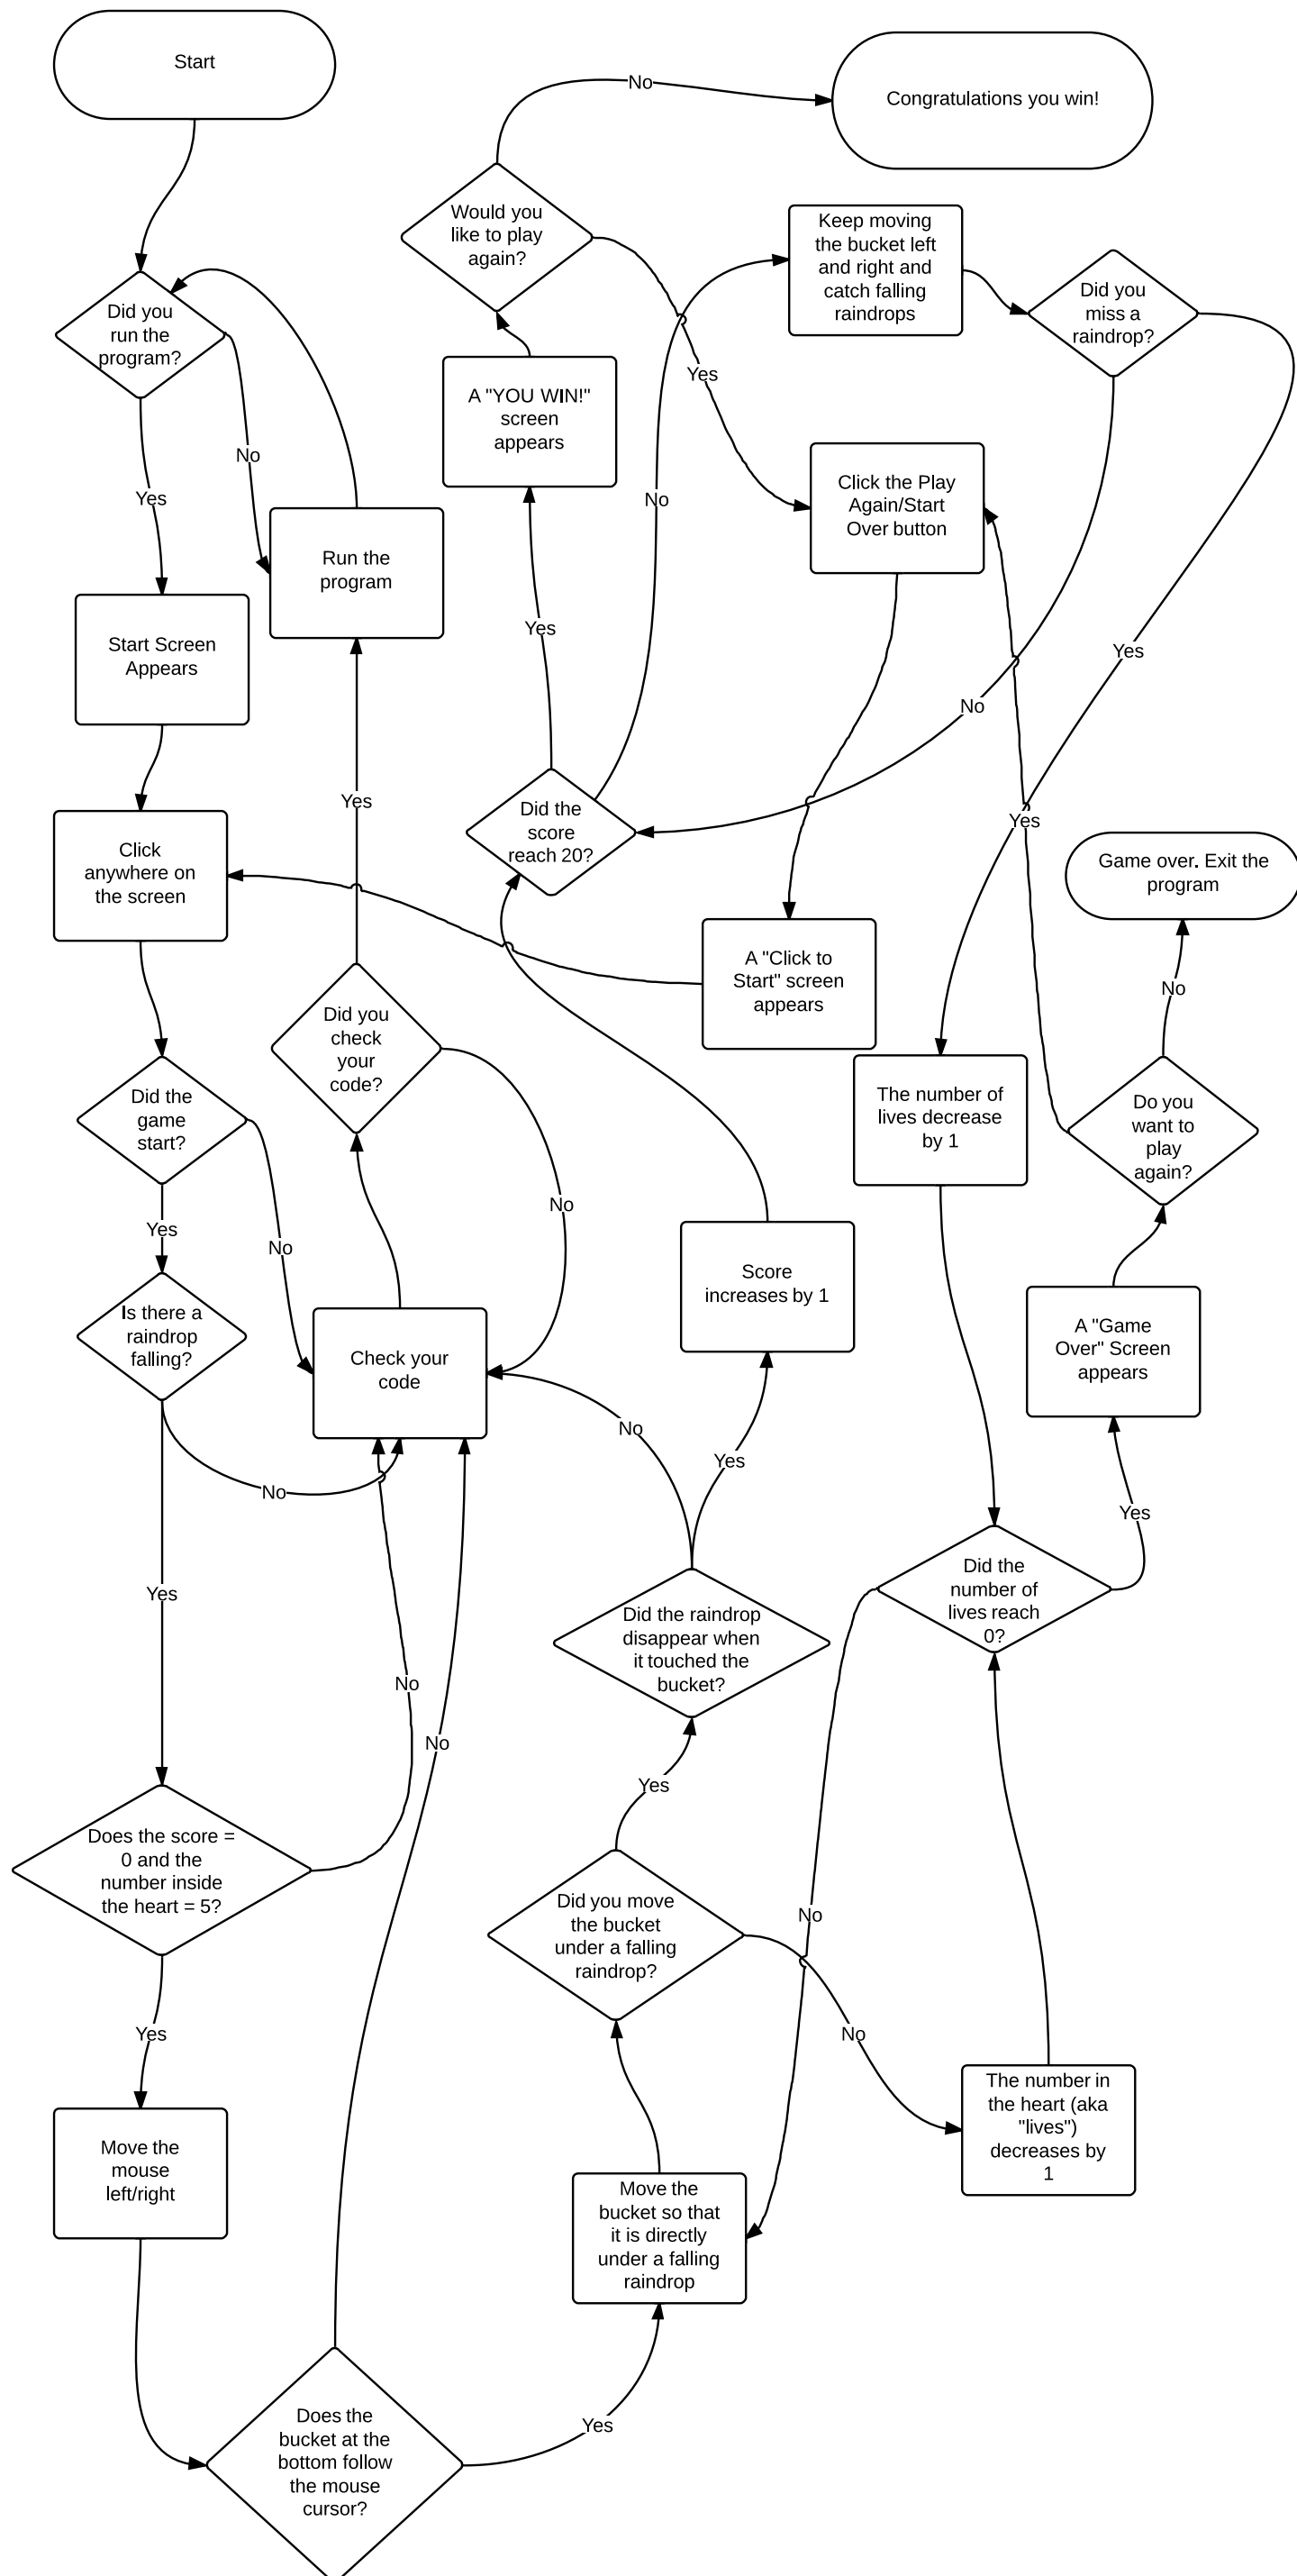 Start
Congratulations you win!
No
Would you
like to play
again?
Keep moving
the bucket left
and right and
catch falling
raindrops
Did you
miss a
raindrop?
Did you
run the
program?
Yes
A "YOU WIN!"
screen
appears
No
Yes
No
Click the Play
Again/Start
Over button
Run the
program
Yes
Start Screen
Appears
Yes
No
Yes
Did the
score
reach 20?
Yes
Click
anywhere on
the screen
Game over. Exit the
program
A "Click to
Start" screen
appears
No
Did you
check
your
code?
Did the
game
start?
The number of
lives decrease
by 1
Do you
want to
play
again?
No
Yes
No
Score
increases by 1
Is there a
raindrop
falling?
Check your
code
A "Game
Over" Screen
appears
No
Yes
No
Yes
Yes
Did the
number of
lives reach
0?
Did the raindrop
disappear when
it touched the
bucket?
No
No
Yes
Does the score =
0 and the
number inside
the heart = 5?
Did you move
the bucket
under a falling
raindrop?
No
Yes
No
The number in
the heart (aka
"lives")
decreases by
1
Move the
mouse
left/right
Move the
bucket so that
it is directly
under a falling
raindrop
Does the
bucket at the
bottom follow
the mouse
cursor?
Yes